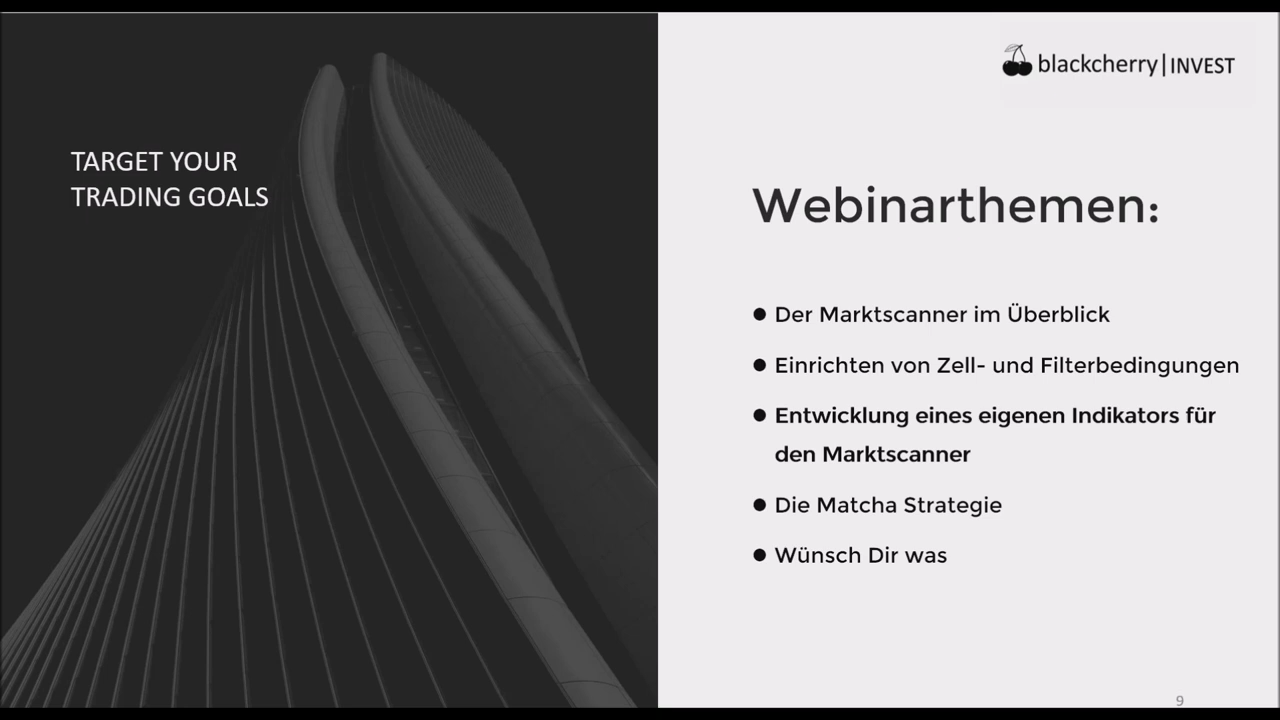 TARGET YOUR
TRADING GOALS
blackcherry|INVEST
Webinarthemen:
● Der Marktscanner im Überblick
● Einrichten von Zell- und Filterbedingungen
● Entwicklung eines eigenen Indikators für
den Marktscanner
● Die Matcha Strategie
● Wünsch Dir was
9